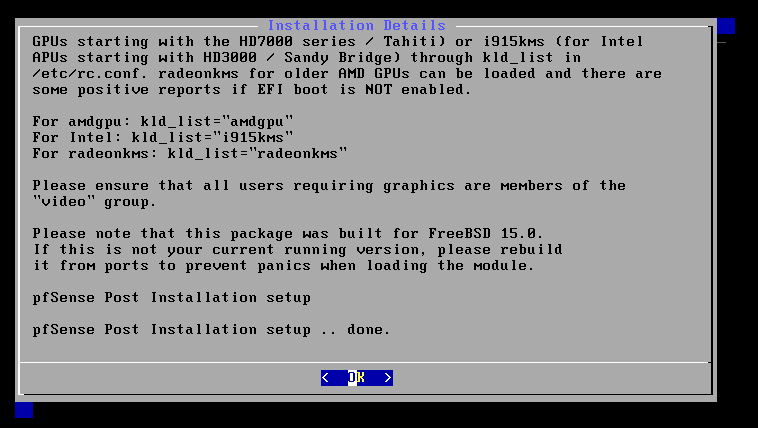 Installation Details
GPUs starting with the HD7000 series / Tahiti) or i915kms (for Intel
APUs starting with HD3000 / Sandy Bridge) through kld_list in
/etc/rc.conf. radeonkms for older AMD GPUs can be loaded and there are
some positive reports if EFI boot is NOT enabled.
For amdgpu: kld_list="amdgpu"
For Intel: kld_list="i915kms"
For radeonkms: kld_list="radeonkms"
Please ensure that all users requiring graphics are members of the
"video" group.
Please note that this package was built for FreeBSD 15.0.
If this is not your current running version, please rebuild
it from ports to prevent panics when loading the module.
pfSense Post Installation setup
pfSense Post Installation setup .. done.
< OK >